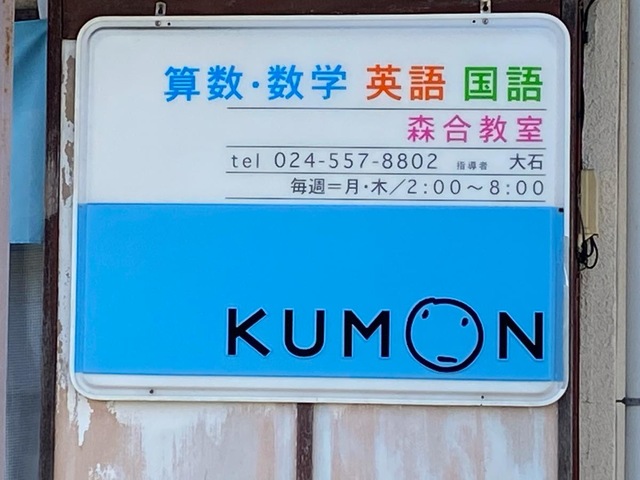 算数・数学 英語 国語
森合教室
tel 024-557-8802 指導者 大石
毎週=月・木/2:00〜8:00
KUMON